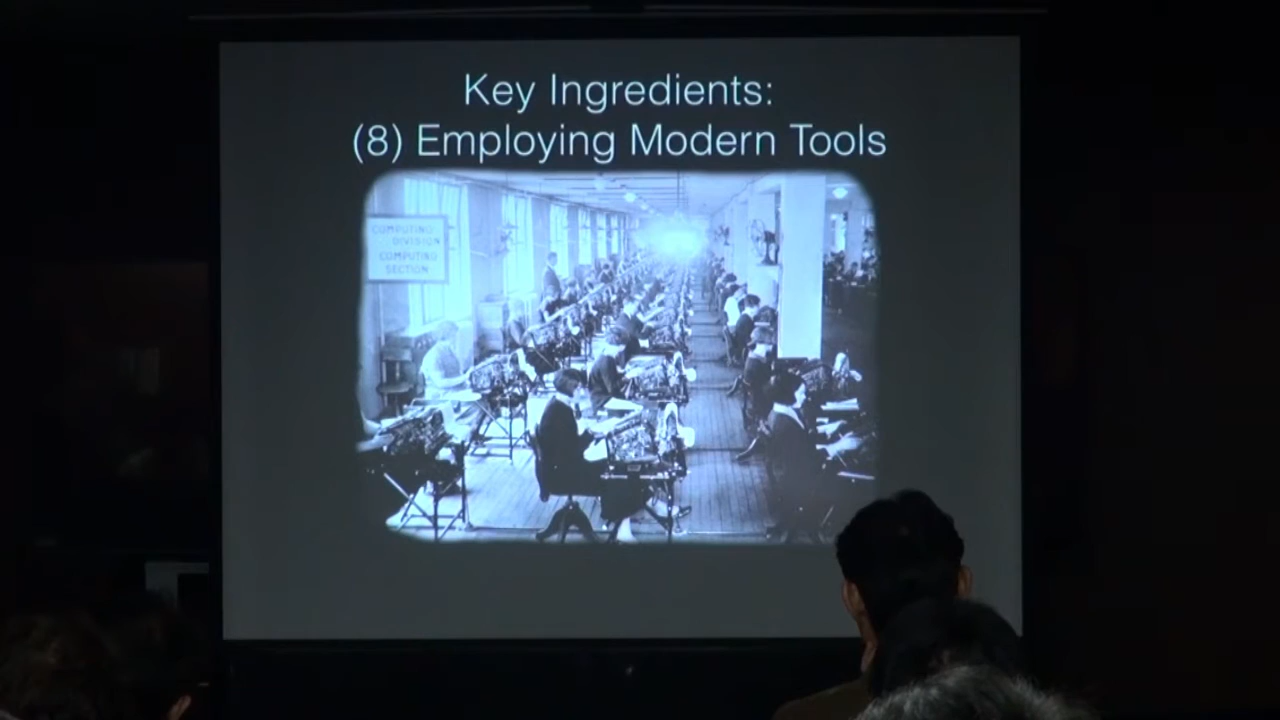 Key Ingredients:
(8) Employing Modern Tools
COMPUTING
DIVISION
COMPUTING
SECTION